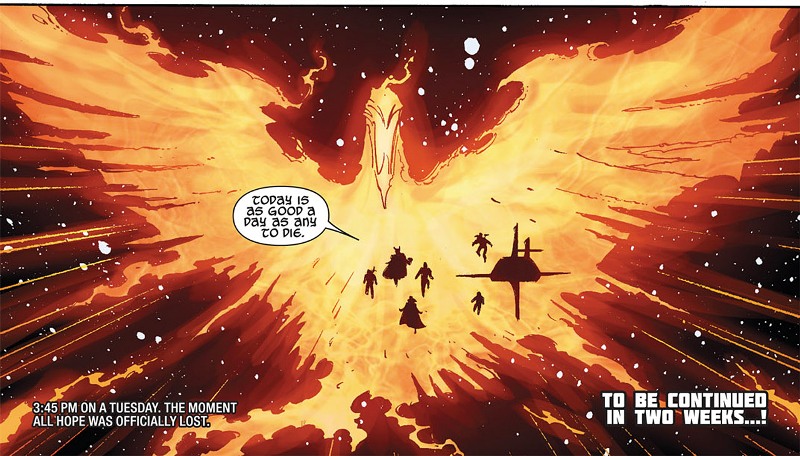 TODAY IS
AS GOOD A
DAY AS ANY
TO DIE.
3:45 PM ON A TUESDAY. THE MOMENT
ALL HOPE WAS OFFICIALLY LOST.
TO BE CONTINUED
IN TWO WEEKS...!